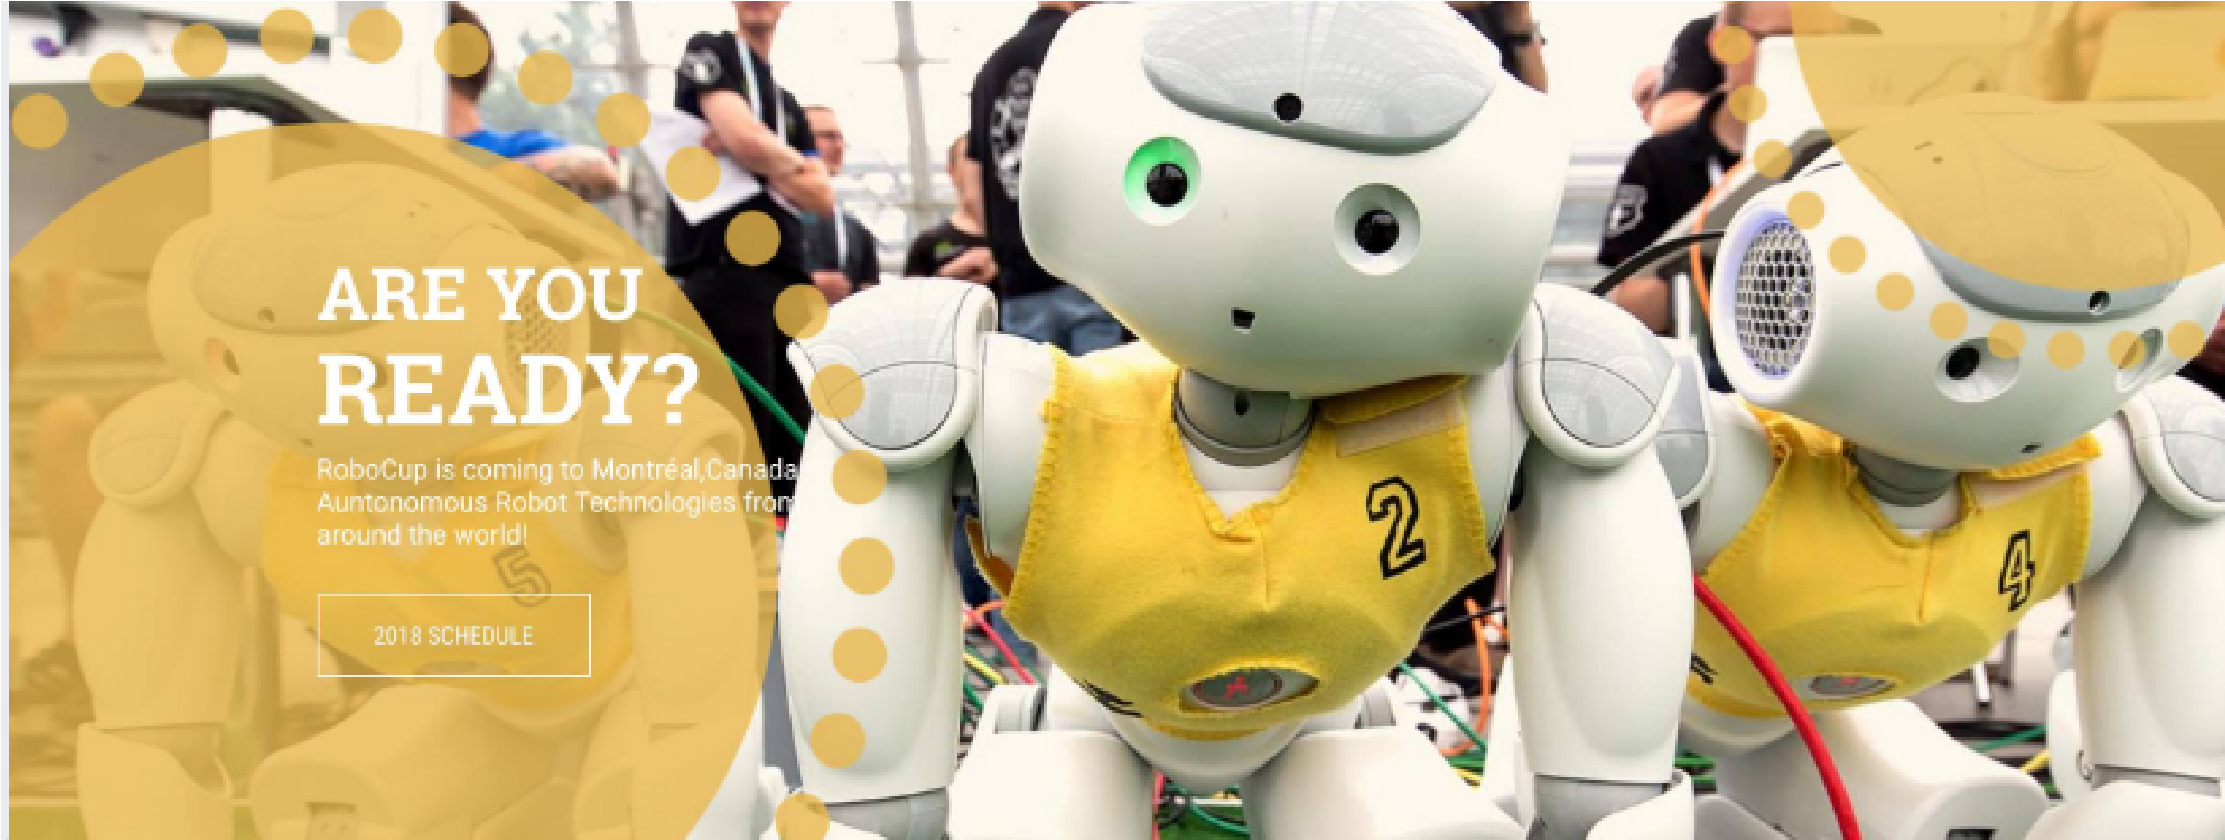 ARE YOU
READY?
RoboCup is coming to Montréal,Canada
Auntonomous Robot Technologies from
around the world!
2018 SCHEDULE
5
2
4